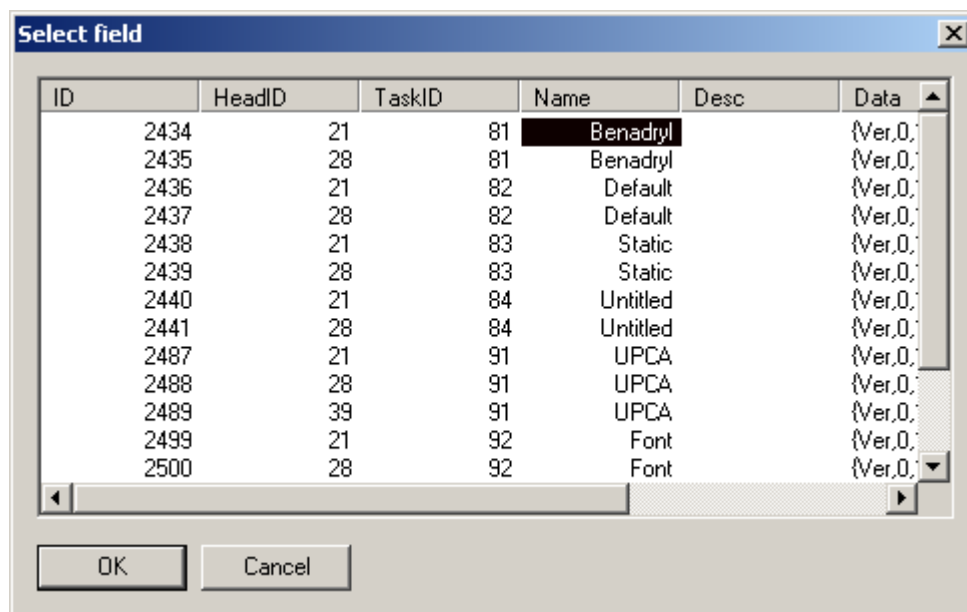 Select field
ID HeadID TaskID Name Desc Data
2434 21 81 Benadryl {Ver,0,
2435 28 81 Benadryl {Ver,0,
2436 21 82 Default {Ver,0,
2437 28 82 Default {Ver,0,
2438 21 83 Static {Ver,0,
2439 28 83 Static {Ver,0,
2440 21 84 Untitled {Ver,0,
2441 28 84 Untitled {Ver,0,
2487 21 91 UPCA {Ver,0,
2488 28 91 UPCA {Ver,0,
2489 39 91 UPCA {Ver,0,
2499 21 92 Font {Ver,0,
2500 28 92 Font {Ver,0,
OK Cancel